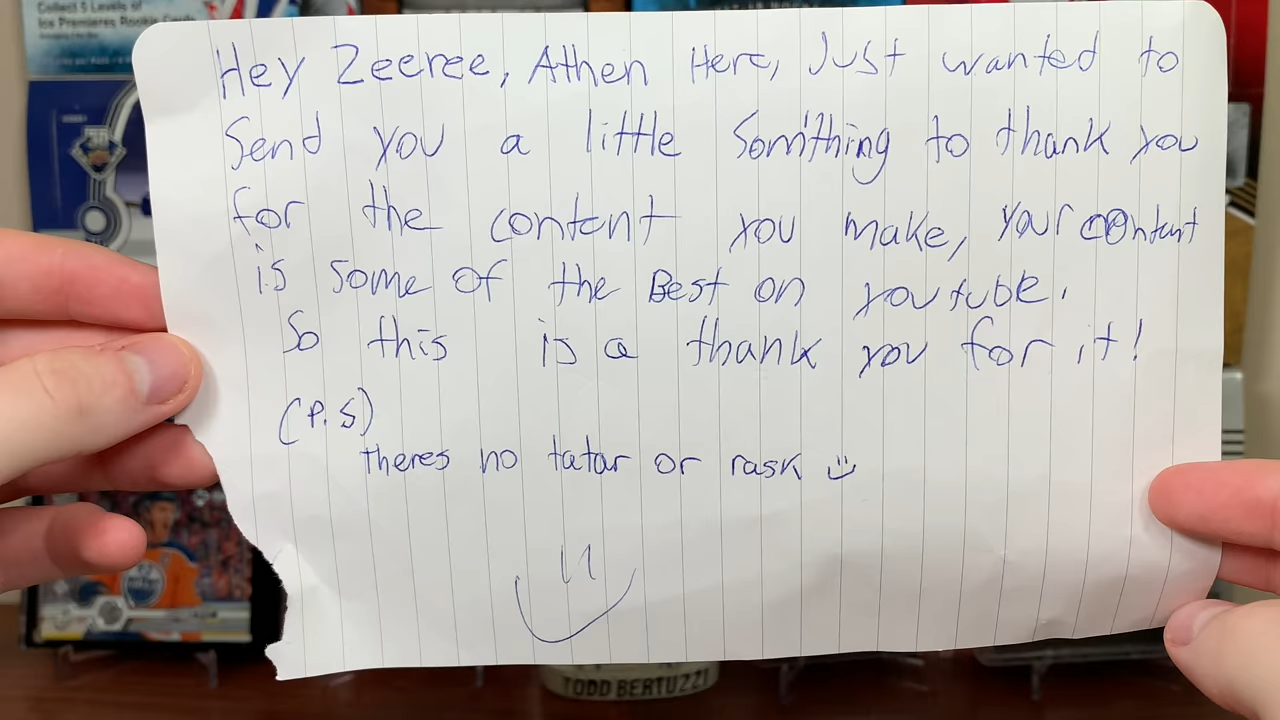 Collect 5 Levels of
Ice Premieres Rookie Cards
Hey Zeeree, Athen Here, Just wanted to
Send you a little Som'thing to thank you
for the content you make, your content
is some of the Best on youtube.
So this is a thank you for it!
(P.S)
theres no tatar or rask
TODD BERTUZZI